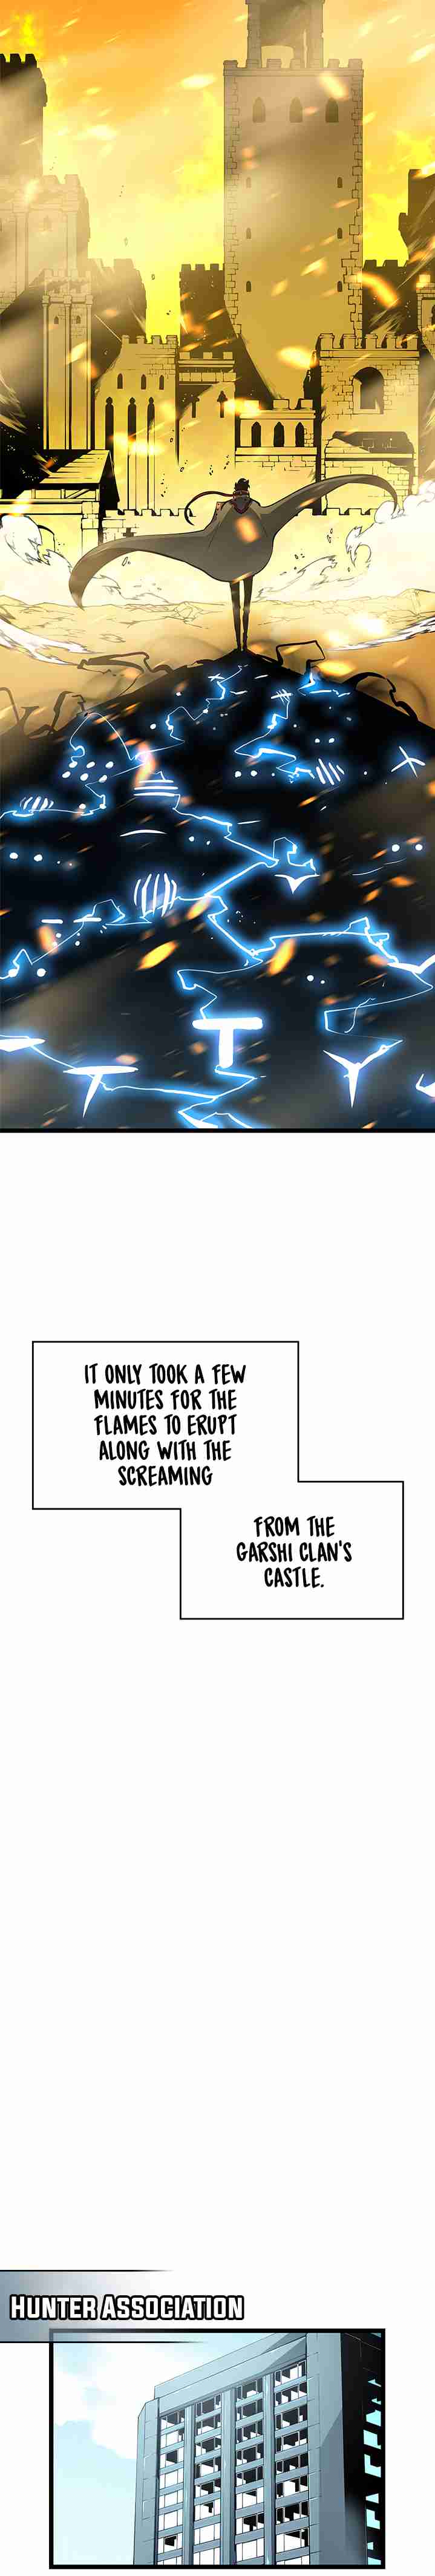 IT ONLY TOOK A FEW
MINUTES FOR THE
FLAMES TO ERUPT
ALONG WITH THE
SCREAMING
FROM THE
GARSHI CLAN'S
CASTLE.
HUNTER ASSOCIATION